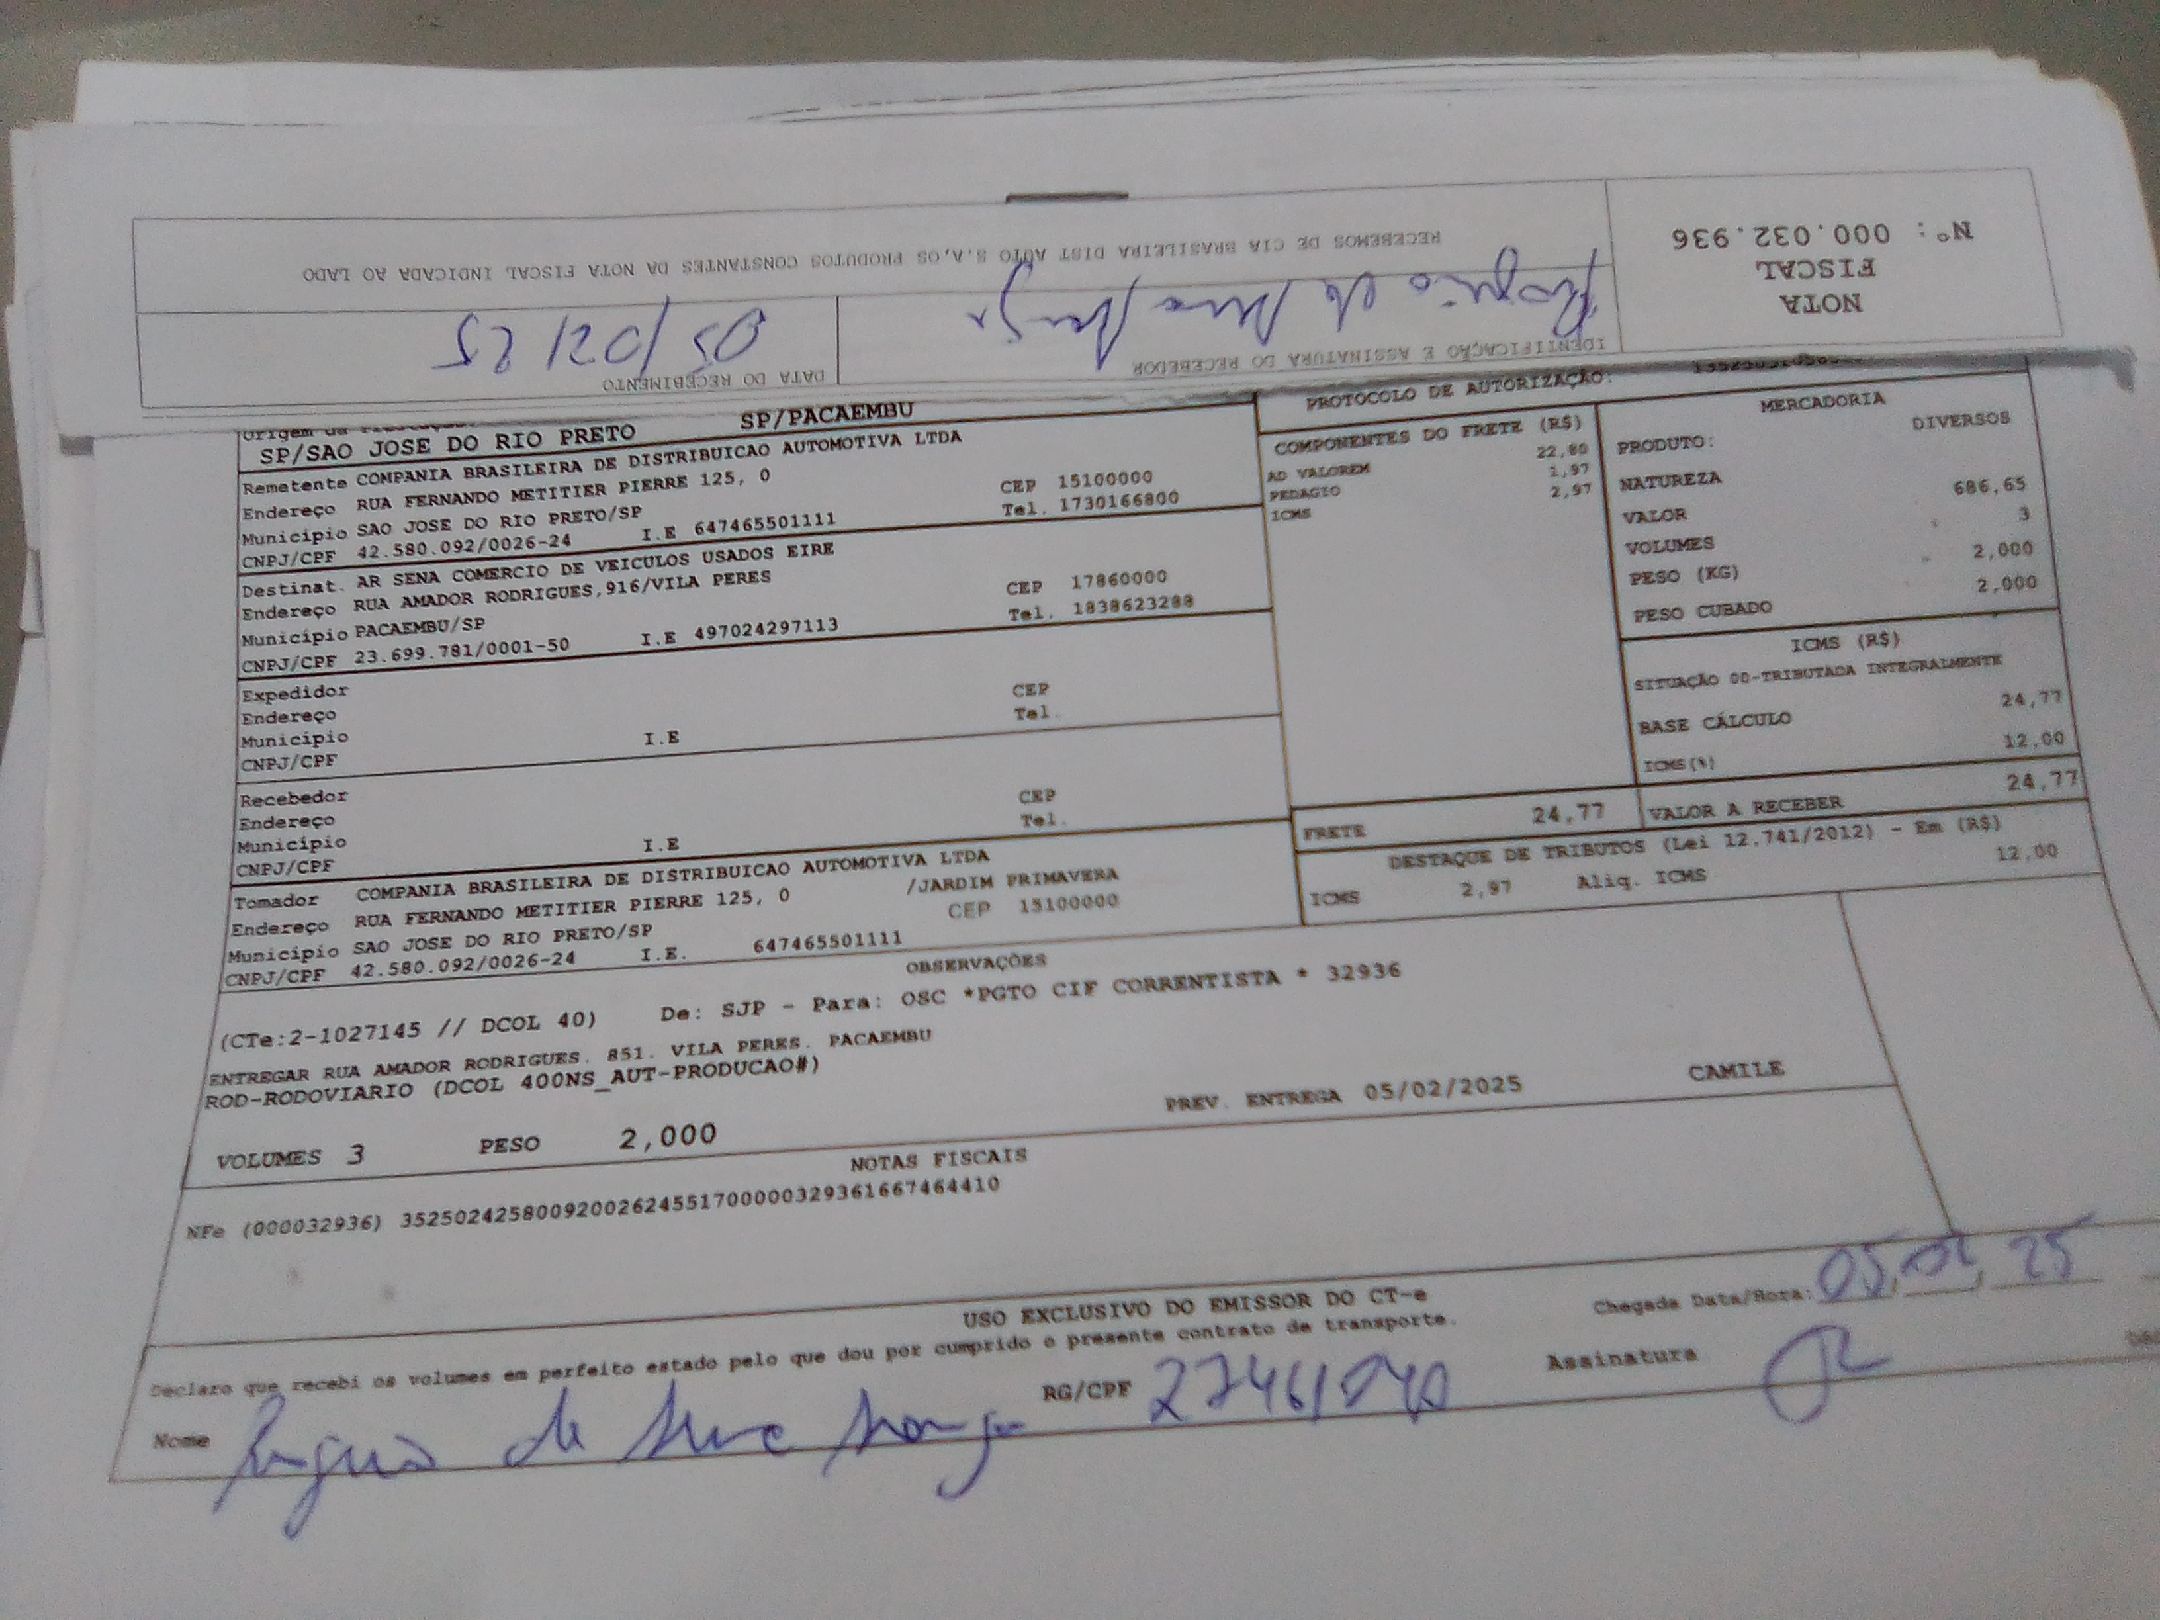 NOTA
FISCAL
Nº: 000.032.936
RECEBEMOS DE CIA BRASILEIRA DIST AUTO S.A,OS PRODUTOS CONSTANTES DA NOTA FISCAL INDICADA AO LADO
DATA DO RECEBIMENTO
05/02/25
IDENTIFICAÇÃO E ASSINATURA DO RECEBEDOR
SP/SAO JOSE DO RIO PRETO SP/PACAEMBU
Remetente COMPANIA BRASILEIRA DE DISTRIBUICAO AUTOMOTIVA LTDA
Endereço RUA FERNANDO METITIER PIERRE 125, 0 CEP 15100000
Município SAO JOSE DO RIO PRETO/SP Tel. 1730166800
CNPJ/CPF 42.580.092/0026-24 I.E 647465501111
Destinat. AR SENA COMERCIO DE VEICULOS USADOS EIRE
Endereço RUA AMADOR RODRIGUES,916/VILA PERES CEP 17860000
Município PACAEMBU/SP Tel. 1838623288
CNPJ/CPF 23.699.781/0001-50 I.E 497024297113
Expedidor
Endereço CEP
Município I.E Tel.
CNPJ/CPF
Recebedor
Endereço CEP
Município I.E Tel.
CNPJ/CPF
Tomador COMPANIA BRASILEIRA DE DISTRIBUICAO AUTOMOTIVA LTDA
Endereço RUA FERNANDO METITIER PIERRE 125, 0 /JARDIM PRIMAVERA
Município SAO JOSE DO RIO PRETO/SP CEP 15100000
CNPJ/CPF 42.580.092/0026-24 I.E. 647465501111
PROTOCOLO DE AUTORIZAÇÃO:
COMPONENTES DO FRETE (R$)
22,80
AD VALOREM 1,97
PEDAGIO 2,97
ICMS
MERCADORIA
PRODUTO: DIVERSOS
NATUREZA
VALOR 686,65
VOLUMES 3
PESO (KG) 2,000
PESO CUBADO 2,000
ICMS (R$)
SITUAÇÃO 00-TRIBUTADA INTEGRALMENTE
BASE CÁLCULO 24,77
ICMS(%) 12,00
FRETE 24,77 VALOR A RECEBER 24,77
DESTAQUE DE TRIBUTOS (Lei 12.741/2012) - Em (R$)
ICMS 2,97 Aliq. ICMS 12,00
OBSERVAÇÕES
(CTe:2-1027145 // DCOL 40) De: SJP - Para: OSC *PGTO CIF CORRENTISTA * 32936
ENTREGAR RUA AMADOR RODRIGUES. 851. VILA PERES. PACAEMBU
ROD-RODOVIARIO (DCOL 400NS_AUT-PRODUCAO#)
PREV. ENTREGA 05/02/2025 CAMILE
VOLUMES 3 PESO 2,000
NOTAS FISCAIS
NFe (000032936) 35250242580092002624551700000329361667464410
USO EXCLUSIVO DO EMISSOR DO CT-e
Declaro que recebi os volumes em perfeito estado pelo que dou por cumprido o presente contrato de transporte.
Chegada Data/Hora: 05/02/25
Nome RG/CPF Assinatura